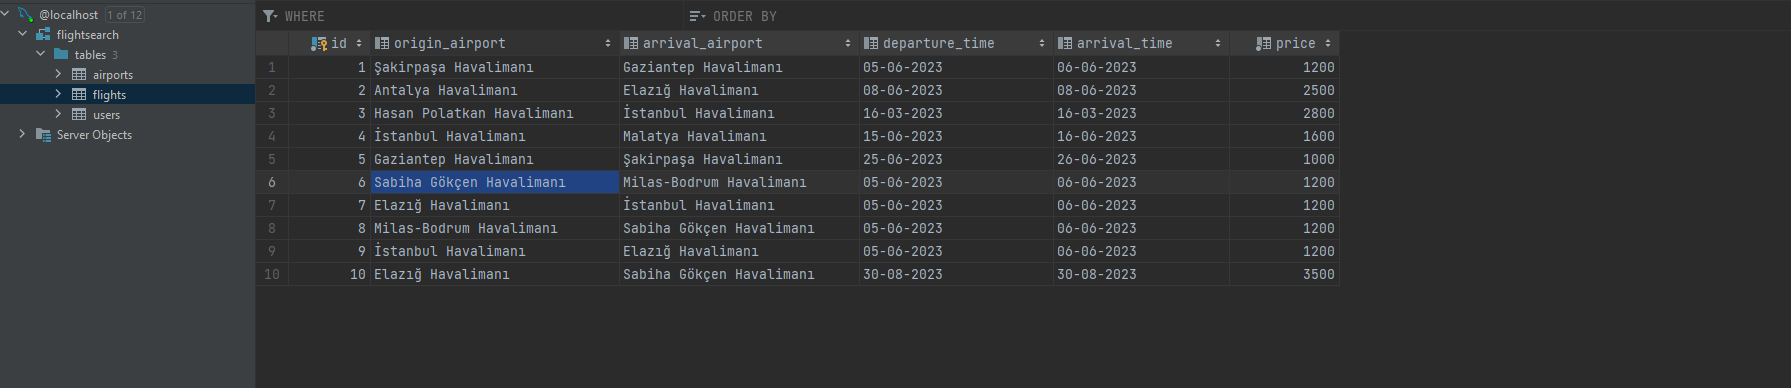 @localhost 1 of 12
flightsearch
tables 3
airports
flights
users
Server Objects
WHERE ORDER BY
id origin_airport arrival_airport departure_time arrival_time price
1 1 Şakirpaşa Havalimanı Gaziantep Havalimanı 05-06-2023 06-06-2023 1200
2 2 Antalya Havalimanı Elazığ Havalimanı 08-06-2023 08-06-2023 2500
3 3 Hasan Polatkan Havalimanı İstanbul Havalimanı 16-03-2023 16-03-2023 2800
4 4 İstanbul Havalimanı Malatya Havalimanı 15-06-2023 15-06-2023 1600
5 5 Gaziantep Havalimanı Şakirpaşa Havalimanı 25-06-2023 26-06-2023 1000
6 6 Sabiha Gökçen Havalimanı Milas-Bodrum Havalimanı 05-06-2023 06-06-2023 1200
7 7 Elazığ Havalimanı İstanbul Havalimanı 05-06-2023 06-06-2023 1200
8 8 Milas-Bodrum Havalimanı Sabiha Gökçen Havalimanı 05-06-2023 06-06-2023 1200
9 9 İstanbul Havalimanı Elazığ Havalimanı 05-06-2023 06-06-2023 1200
10 10 Elazığ Havalimanı Sabiha Gökçen Havalimanı 30-08-2023 30-08-2023 3500